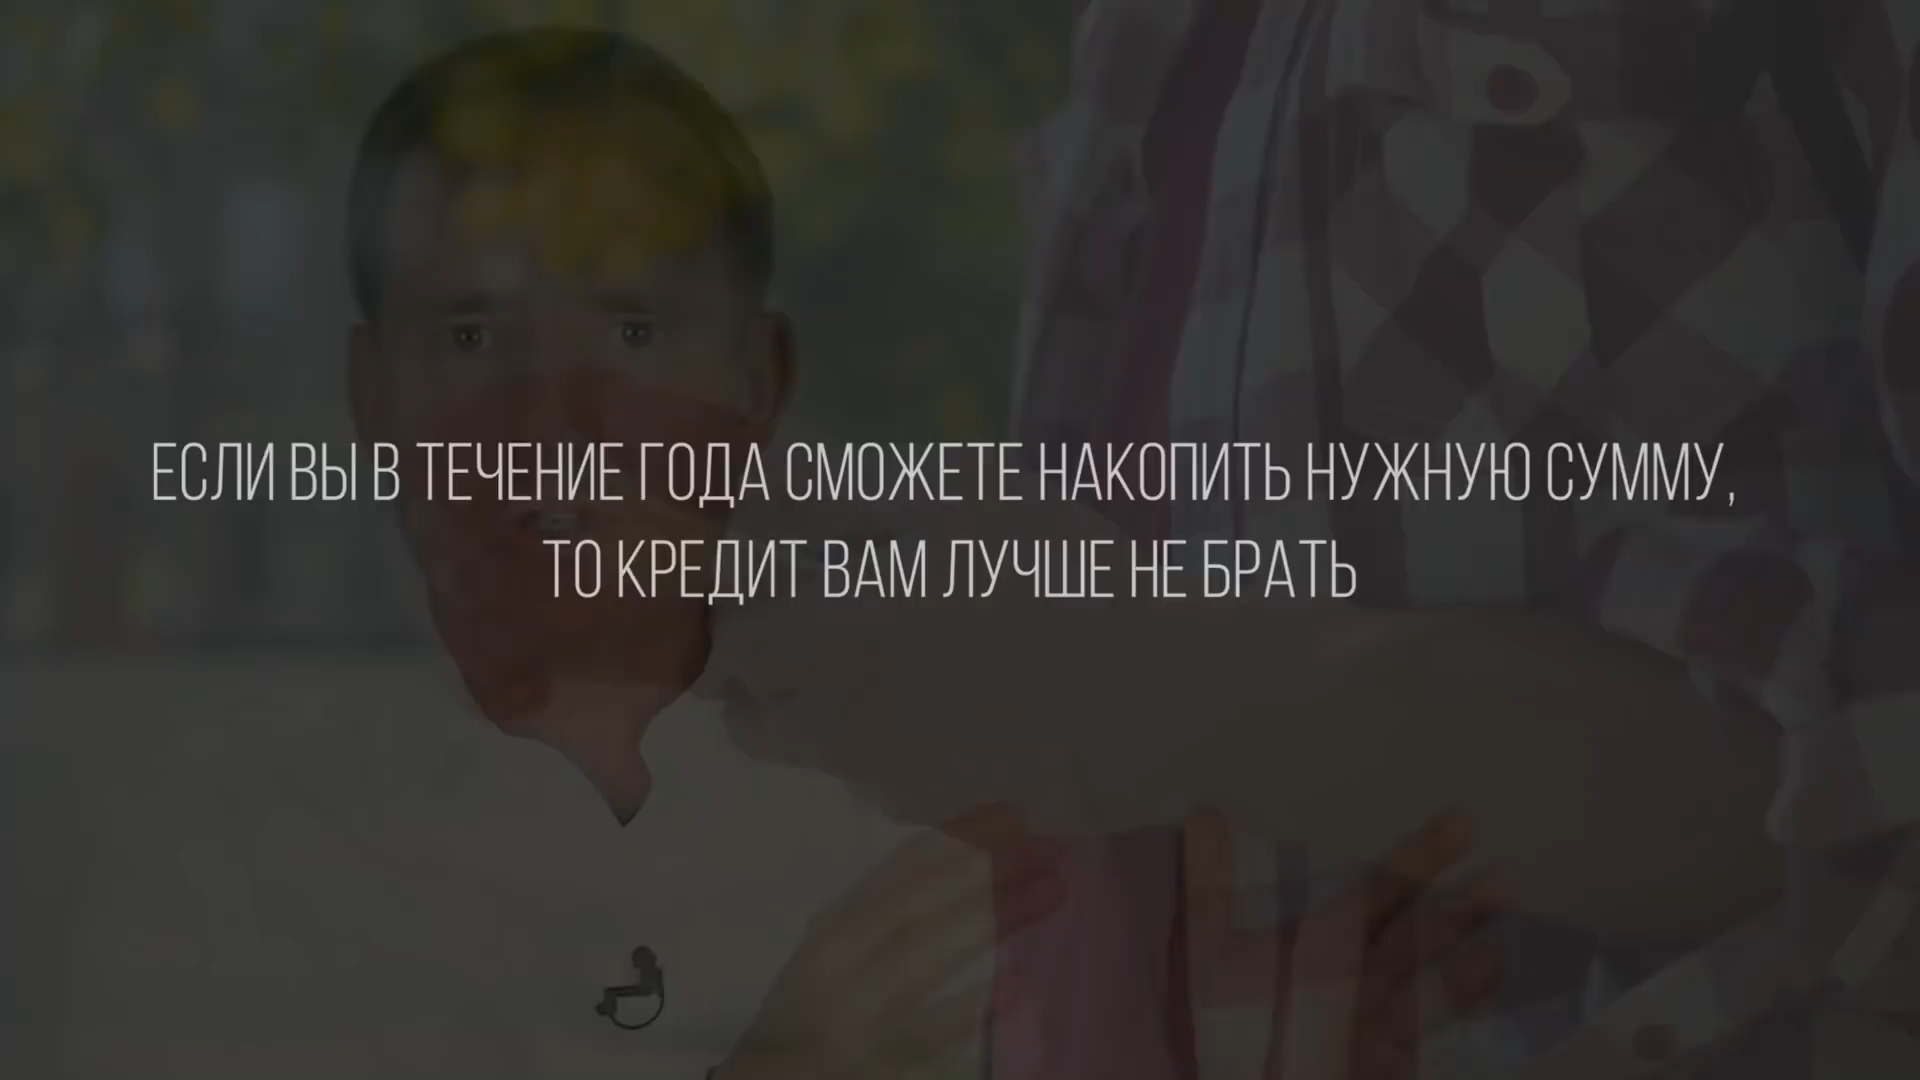 ЕСЛИ ВЫ В ТЕЧЕНИЕ ГОДА СМОЖЕТЕ НАКОПИТЬ НУЖНУЮ СУММУ,
ТО КРЕДИТ ВАМ ЛУЧШЕ НЕ БРАТЬ